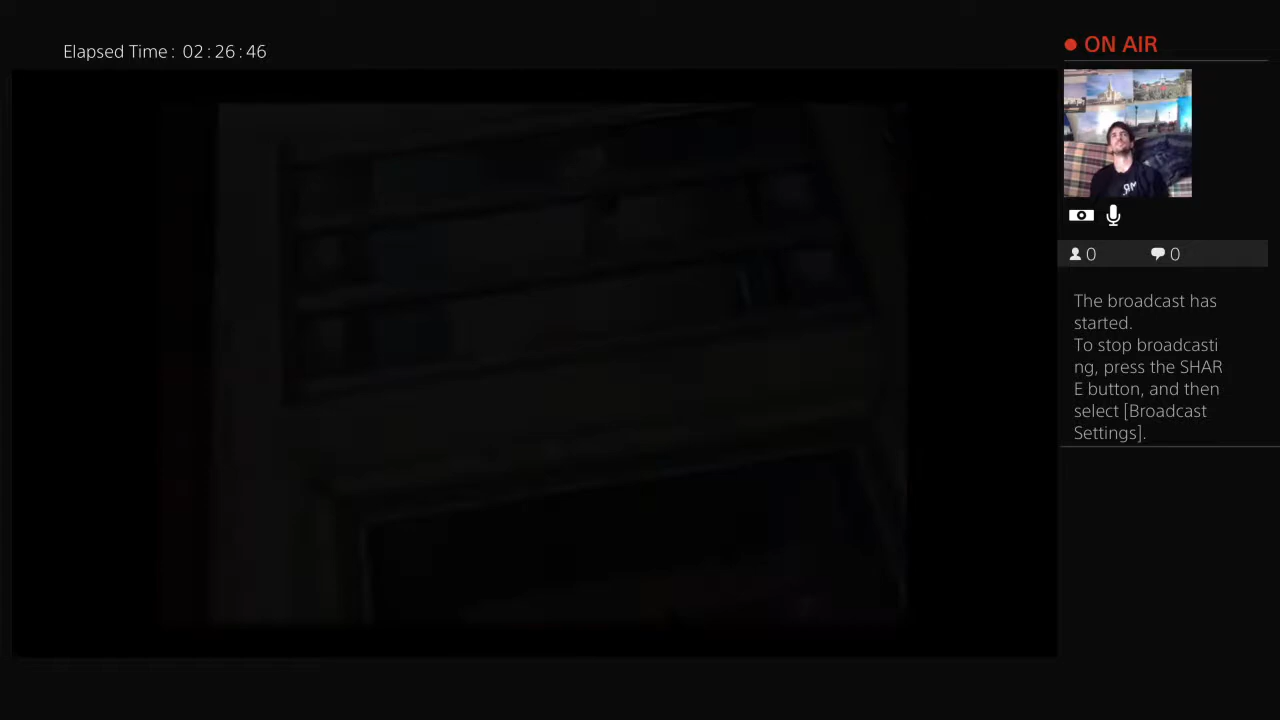 Elapsed Time: 02:26:46
ON AIR
0 0
The broadcast has
started.
To stop broadcasti
ng, press the SHAR
E button, and then
select [Broadcast
Settings].